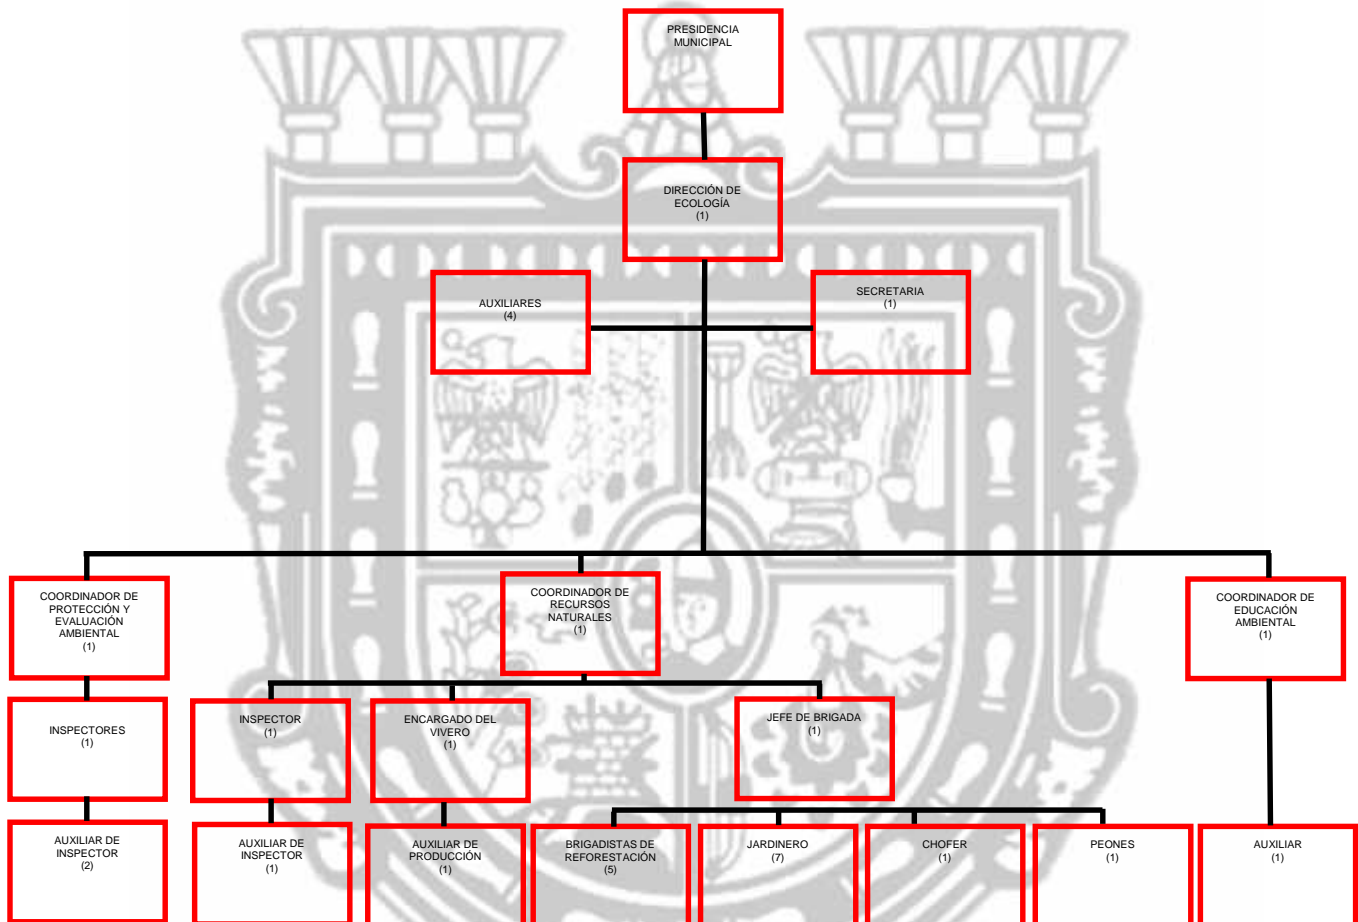 PRESIDENCIA
MUNICIPAL
DIRECCIÓN DE
ECOLOGÍA
(1)
AUXILIARES
(4)
SECRETARIA
(1)
COORDINADOR DE
PROTECCIÓN Y
EVALUACIÓN
AMBIENTAL
(1)
COORDINADOR DE
RECURSOS
NATURALES
(1)
COORDINADOR DE
EDUCACIÓN
AMBIENTAL
(1)
INSPECTORES
(1)
INSPECTOR
(1)
ENCARGADO DEL
VIVERO
(1)
JEFE DE BRIGADA
(1)
AUXILIAR DE
INSPECTOR
(2)
AUXILIAR DE
INSPECTOR
(1)
AUXILIAR DE
PRODUCCIÓN
(1)
BRIGADISTAS DE
REFORESTACIÓN
(5)
JARDINERO
(7)
CHOFER
(1)
PEONES
(1)
AUXILIAR
(1)